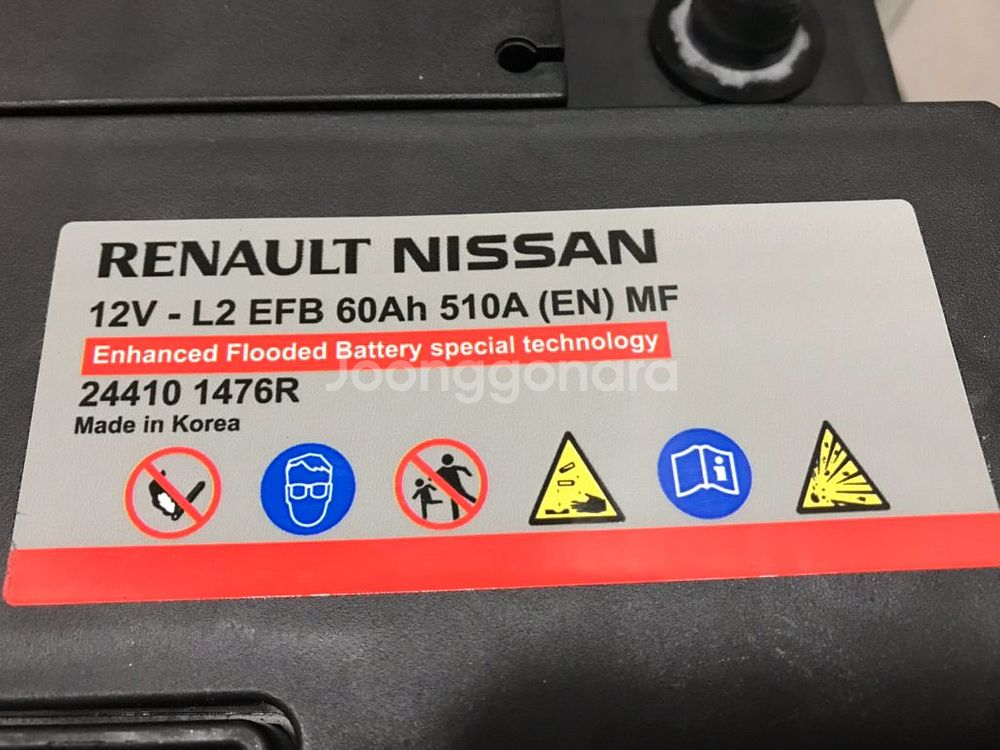 RENAULT NISSAN
12V - L2 EFB 60Ah 510A (EN) MF
Enhanced Flooded Battery special technology
Joonggonara
24410 1476R
Made in Korea